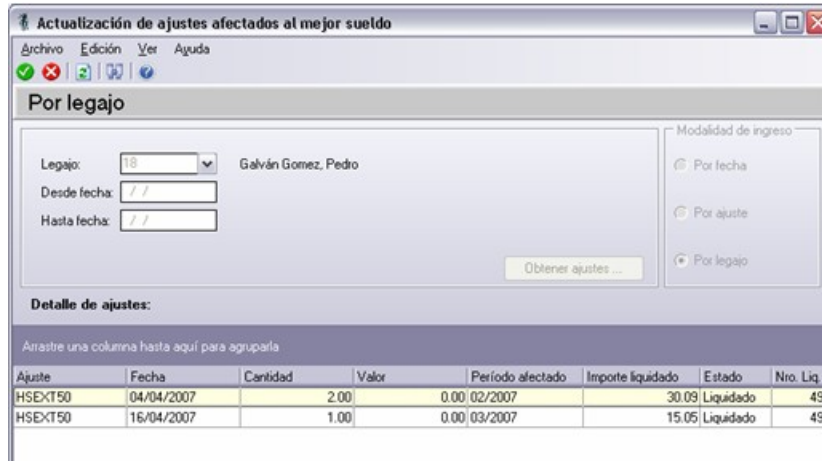 Actualización de ajustes afectados al mejor sueldo
Archivo Edición Ver Ayuda
Por legajo
Modalidad de ingreso
Legajo: 18 Galván Gomez, Pedro
Por fecha
Desde fecha: / /
Hasta fecha: / /
Por ajuste
Obtener ajustes ...
Por legajo
Detalle de ajustes:
Arrastre una columna hasta aquí para agruparla
Ajuste Fecha Cantidad Valor Período afectado Importe liquidado Estado Nro. Liq.
HSEXT50 04/04/2007 2.00 0.00 02/2007 30.09 Liquidado 49
HSEXT50 16/04/2007 1.00 0.00 03/2007 15.05 Liquidado 49